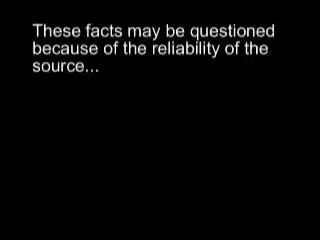 These facts may be questioned
because of the reliability of the
source...